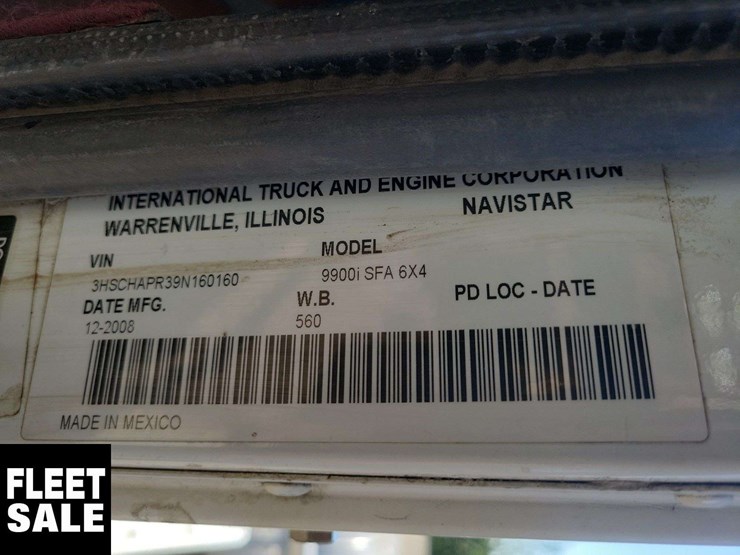 INTERNATIONAL TRUCK AND ENGINE CORPORATION
WARRENVILLE, ILLINOIS NAVISTAR
VIN MODEL
3HSCHAPR39N160160 9900i SFA 6X4
DATE MFG. W.B. PD LOC - DATE
12-2008 560
MADE IN MEXICO
FLEET
SALE